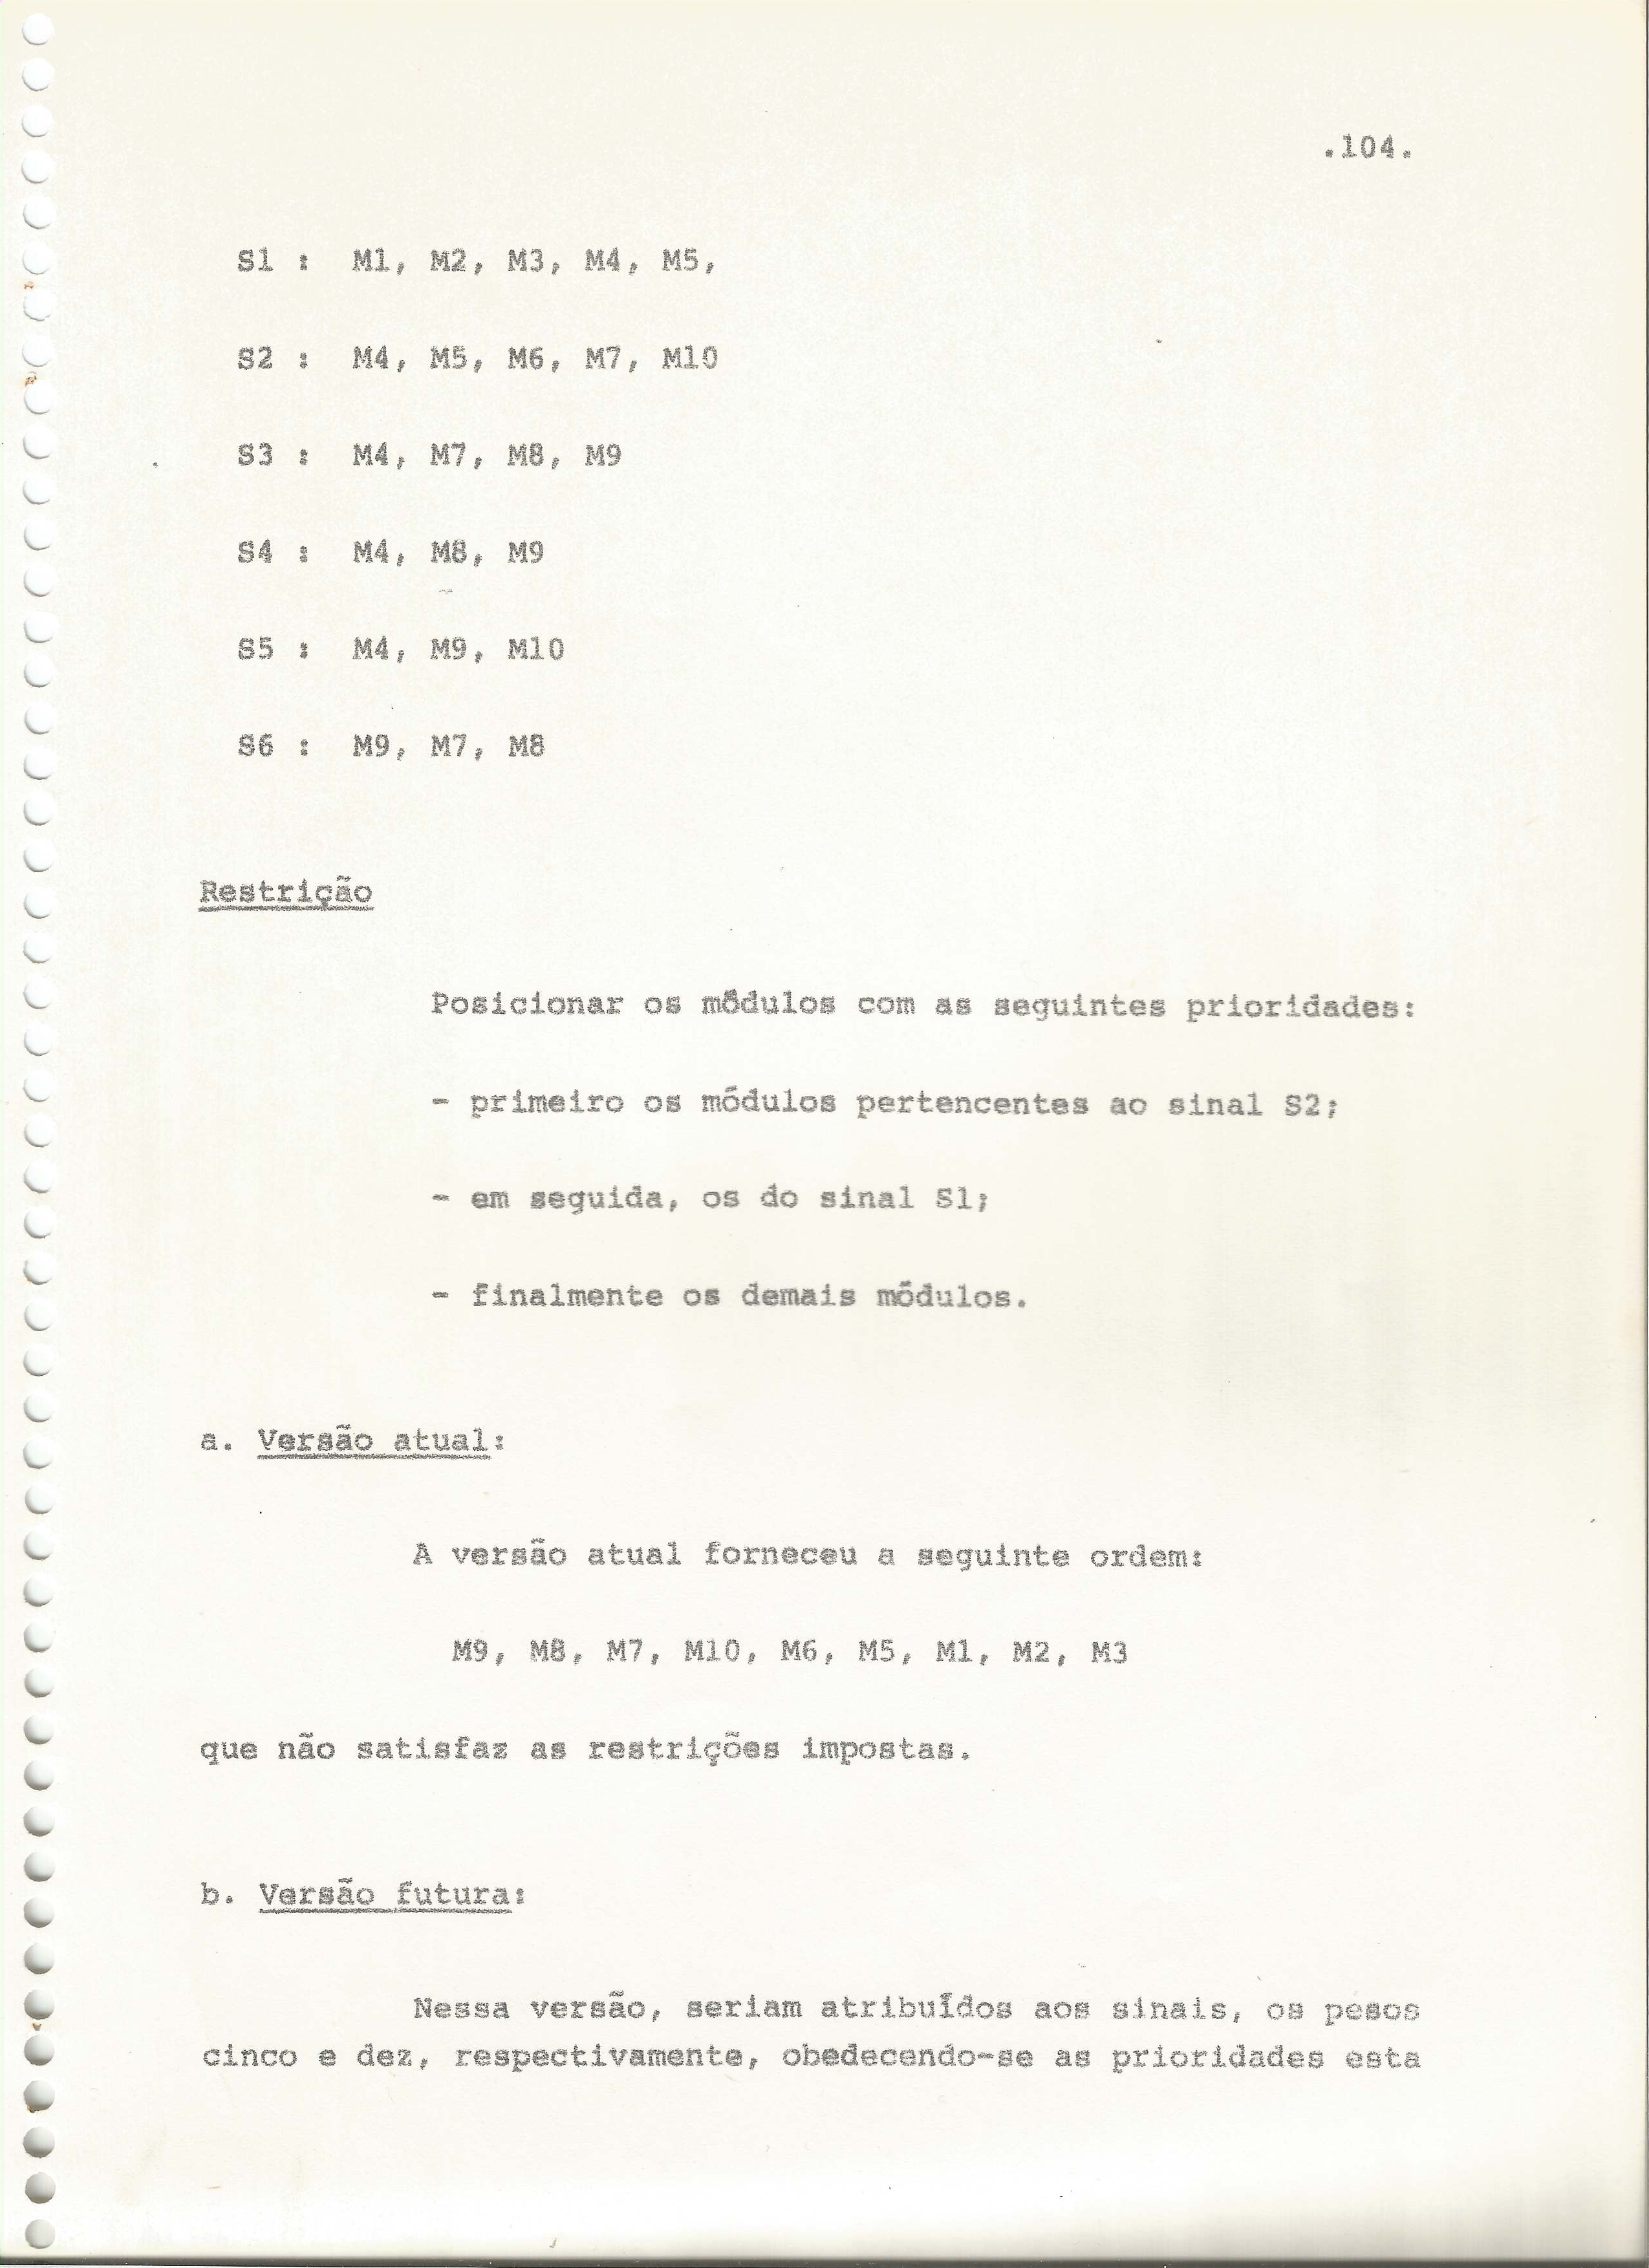 .104.
S1 : M1, M2, M3, M4, M5,
S2 : M4, M5, M6, M7, M10
S3 : M4, M7, M8, M9
S4 : M4, M8, M9
S5 : M4, M9, M10
S6 : M9, M7, M8
Restrição
Posicionar os módulos com as seguintes prioridades:
- primeiro os módulos pertencentes ao sinal S2;
- em seguida, os do sinal S1;
- finalmente os demais módulos.
a. Versão atual:
A versão atual forneceu a seguinte ordem:
M9, M8, M7, M10, M6, M5, M1, M2, M3
que não satisfaz as restrições impostas.
b. Versão futura:
Nessa versão, seriam atribuídos aos sinais, os pesos
cinco e dez, respectivamente, obedecendo-se as prioridades esta